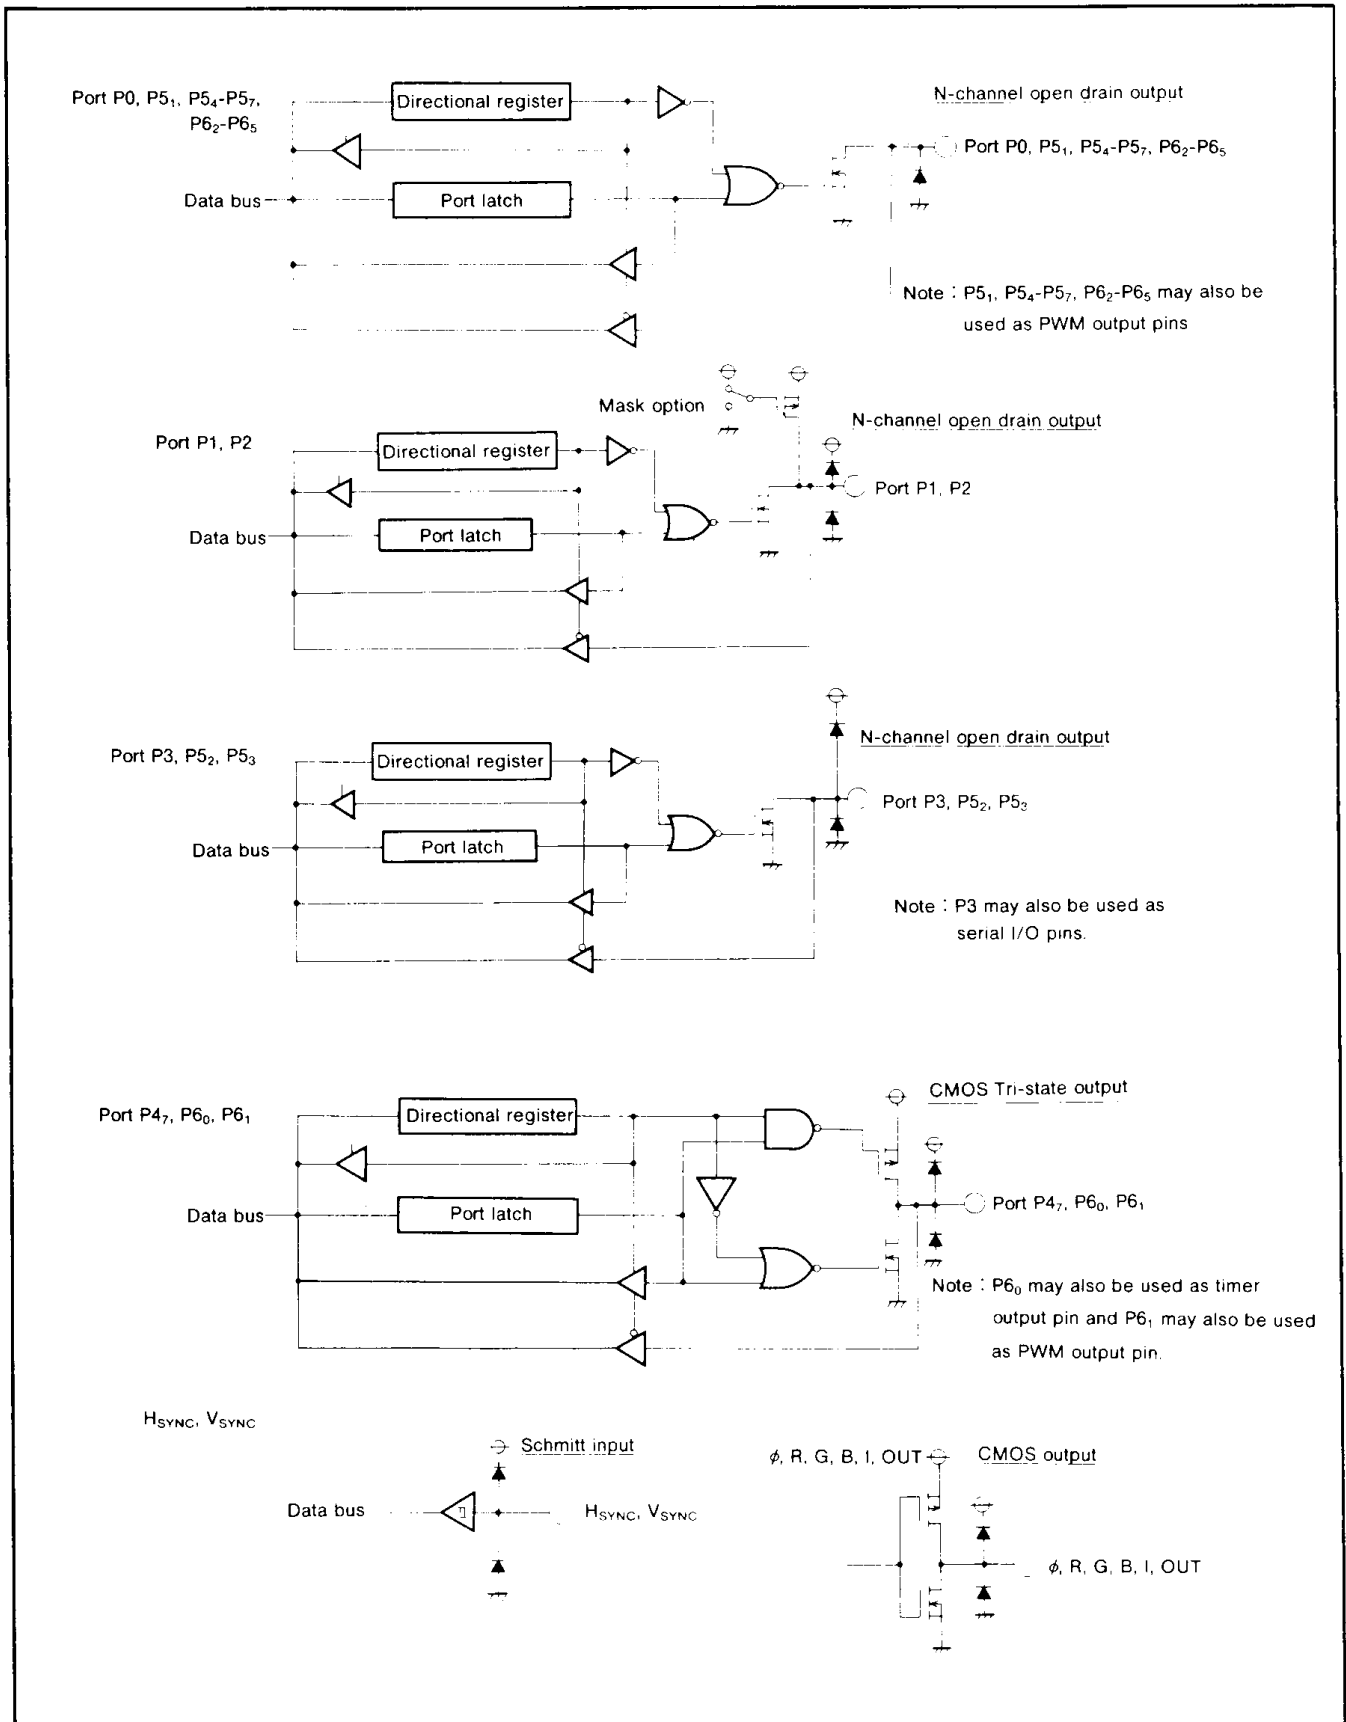 Port P0, P5₁, P5₄-P5₇,
P6₂-P6₅
Directional register
N-channel open drain output
Port P0, P5₁, P5₄-P5₇, P6₂-P6₅
Data bus
Port latch
Note : P5₁, P5₄-P5₇, P6₂-P6₅ may also be
used as PWM output pins
Mask option
Port P1, P2
Directional register
N-channel open drain output
Port P1, P2
Data bus
Port latch
Port P3, P5₂, P5₃
Directional register
N-channel open drain output
Port P3, P5₂, P5₃
Data bus
Port latch
Note : P3 may also be used as
serial I/O pins.
Port P4₇, P6₀, P6₁
Directional register
CMOS Tri-state output
Data bus
Port latch
Port P4₇, P6₀, P6₁
Note : P6₀ may also be used as timer
output pin and P6₁ may also be used
as PWM output pin.
HSYNC, VSYNC
Schmitt input
Data bus
HSYNC, VSYNC
φ, R, G, B, I, OUT
CMOS output
φ, R, G, B, I, OUT